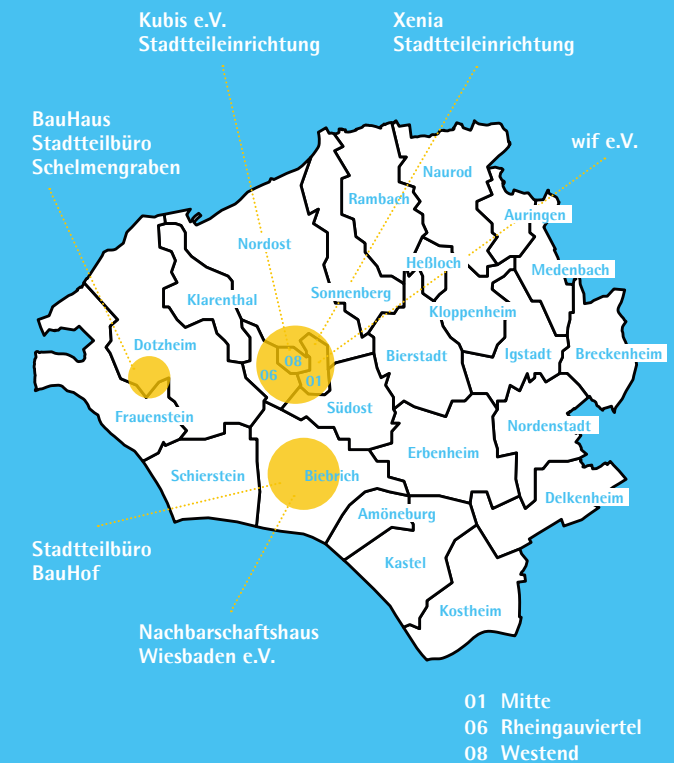 Kubis e.V.
Stadtteileinrichtung
Xenia
Stadtteileinrichtung
BauHaus
Stadtteilbüro
Schelmengraben
wif e.V.
Naurod
Rambach
Auringen
Nordost
Heßloch
Medenbach
Klarenthal
Sonnenberg
Kloppenheim
Dotzheim
Bierstadt
Igstadt
Breckenheim
08
06
01
Frauenstein
Südost
Nordenstadt
Erbenheim
Schierstein
Biebrich
Delkenheim
Amöneburg
Stadtteilbüro
BauHof
Kastel
Kostheim
Nachbarschaftshaus
Wiesbaden e.V.
01 Mitte
06 Rheingauviertel
08 Westend